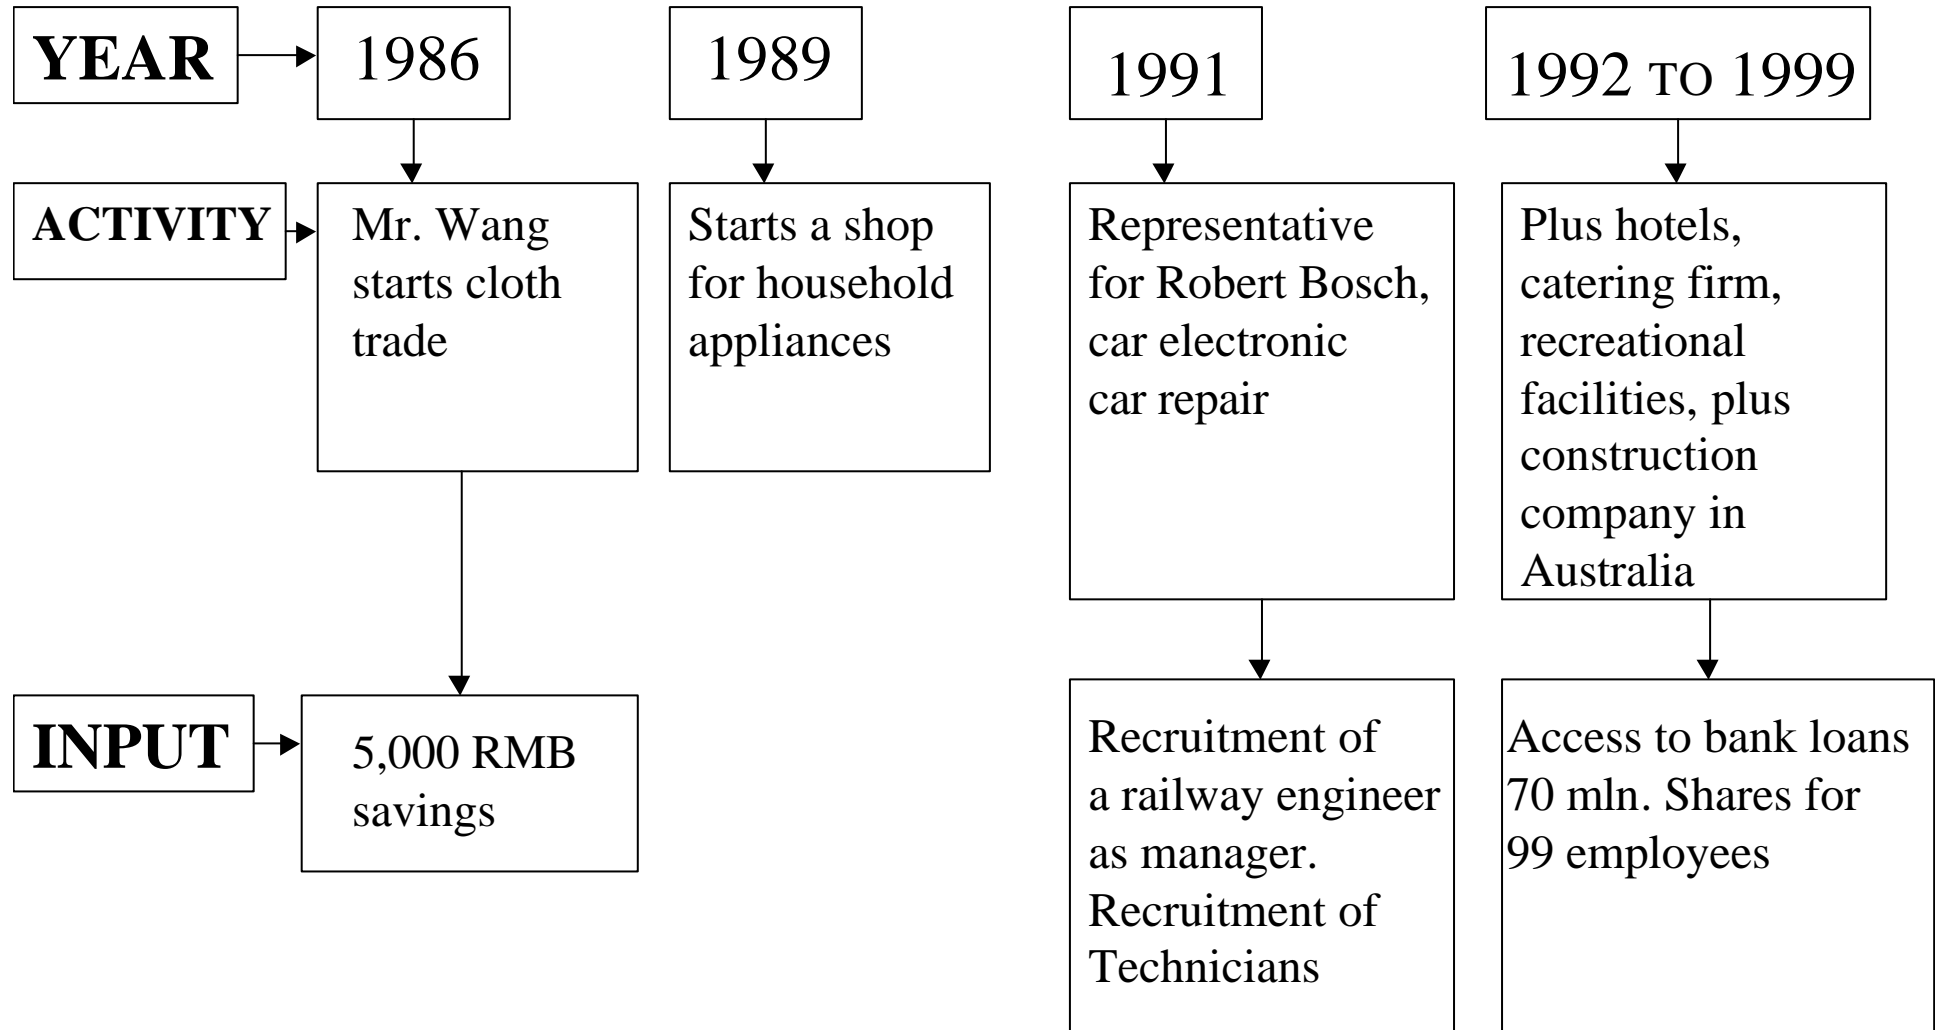 YEAR
1986
1989
1991
1992 TO 1999
ACTIVITY
Mr. Wang
starts cloth
trade
Starts a shop
for household
appliances
Representative
for Robert Bosch,
car electronic
car repair
Plus hotels,
catering firm,
recreational
facilities, plus
construction
company in
Australia
INPUT
5,000 RMB
savings
Recruitment of
a railway engineer
as manager.
Recruitment of
Technicians
Access to bank loans
70 mln. Shares for
99 employees